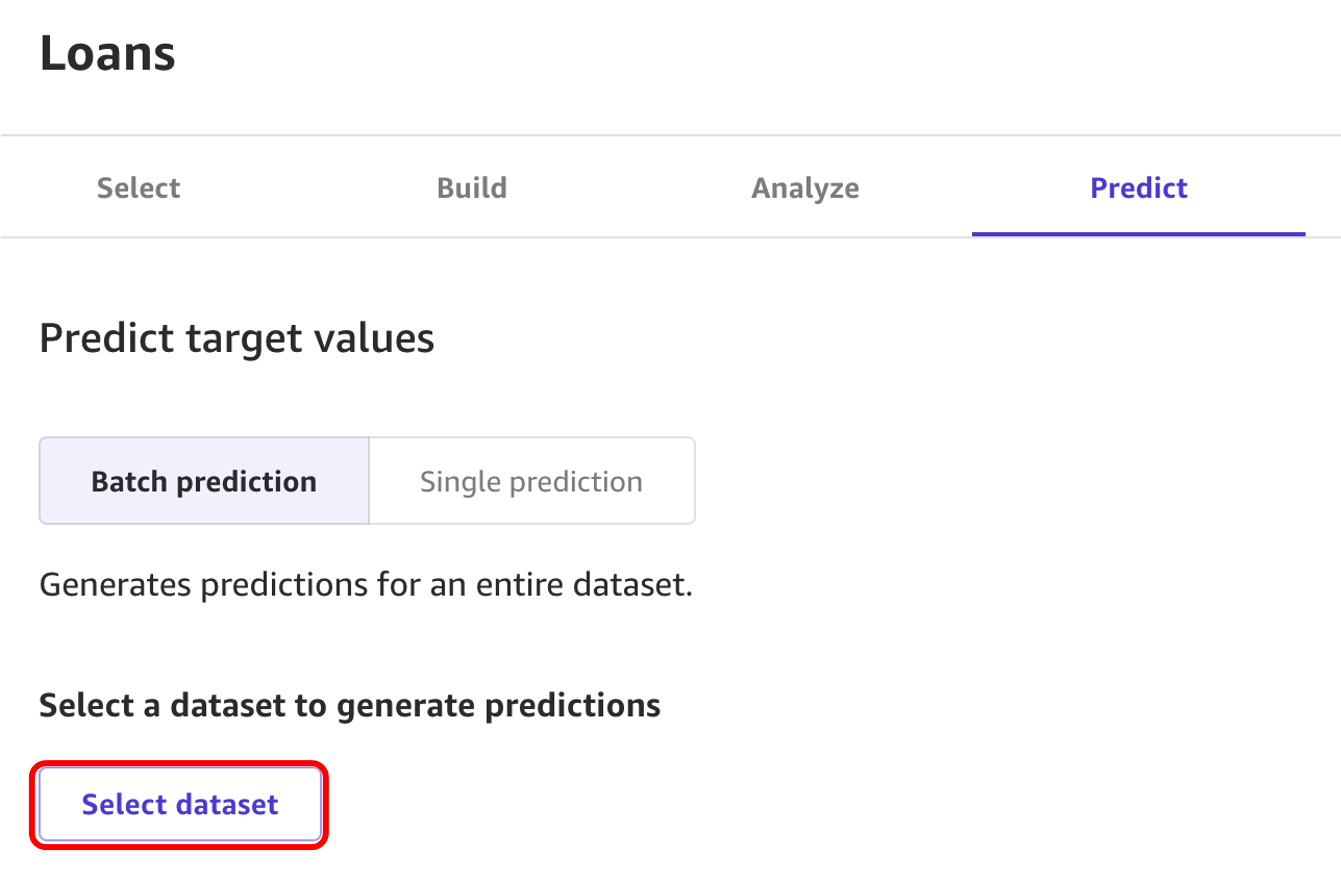 Loans
Select Build Analyze Predict
Predict target values
Batch prediction Single prediction
Generates predictions for an entire dataset.
Select a dataset to generate predictions
Select dataset